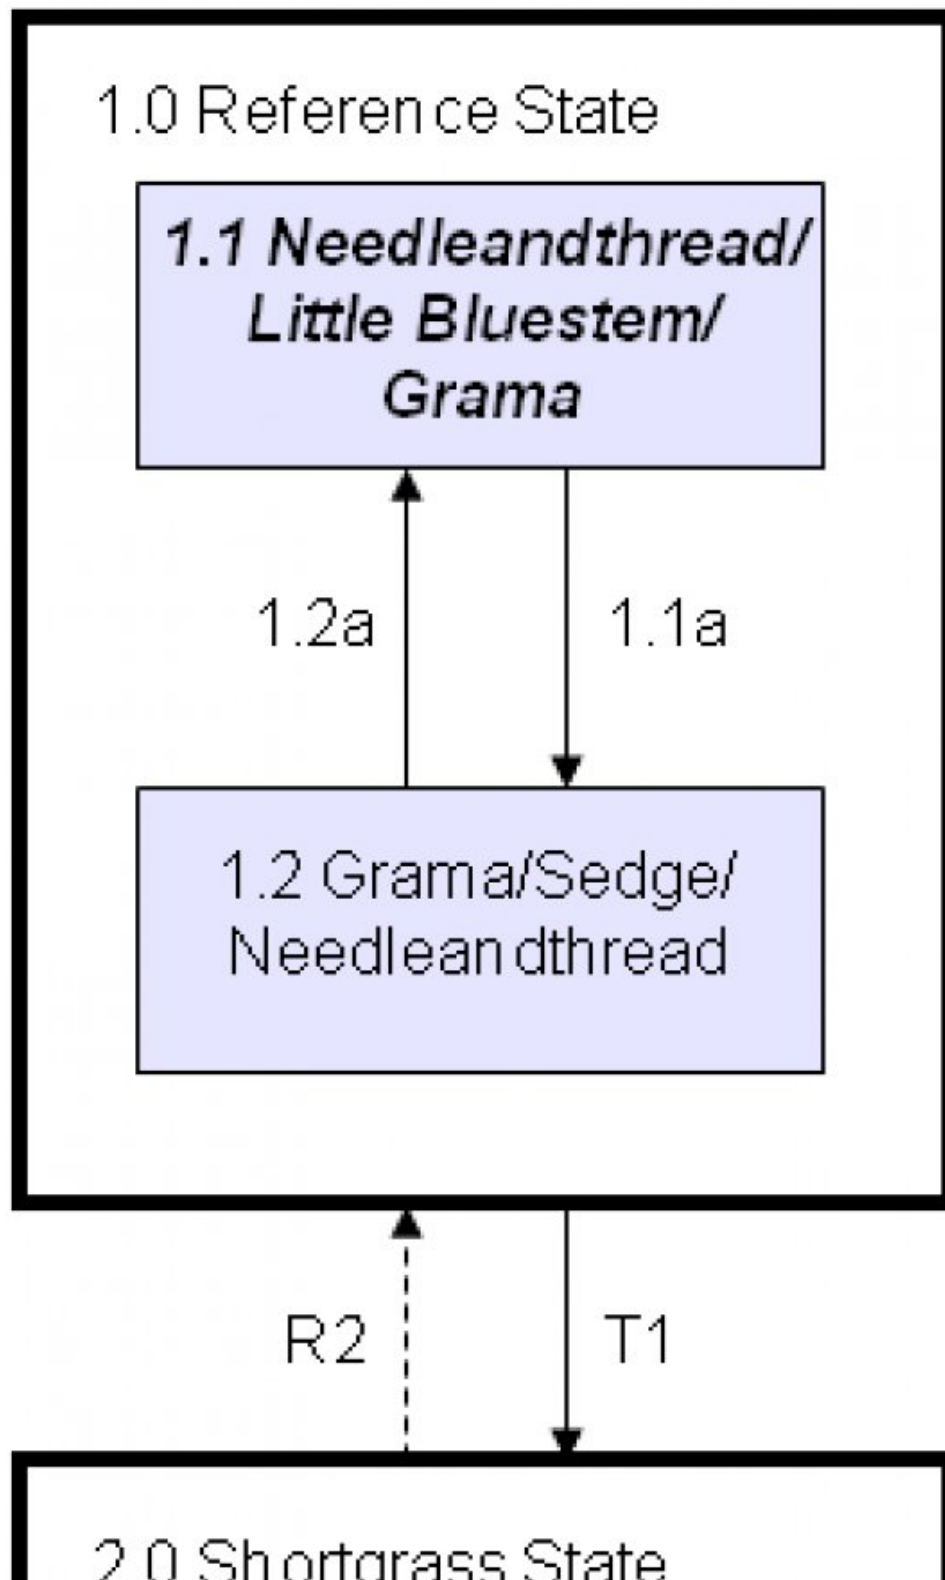 1.0 Reference State
1.1 Needleandthread/
Little Bluestem/
Grama
1.2a
1.1a
1.2 Grama/Sedge/
Needleandthread
R2
T1
2.0 Shortgrass State